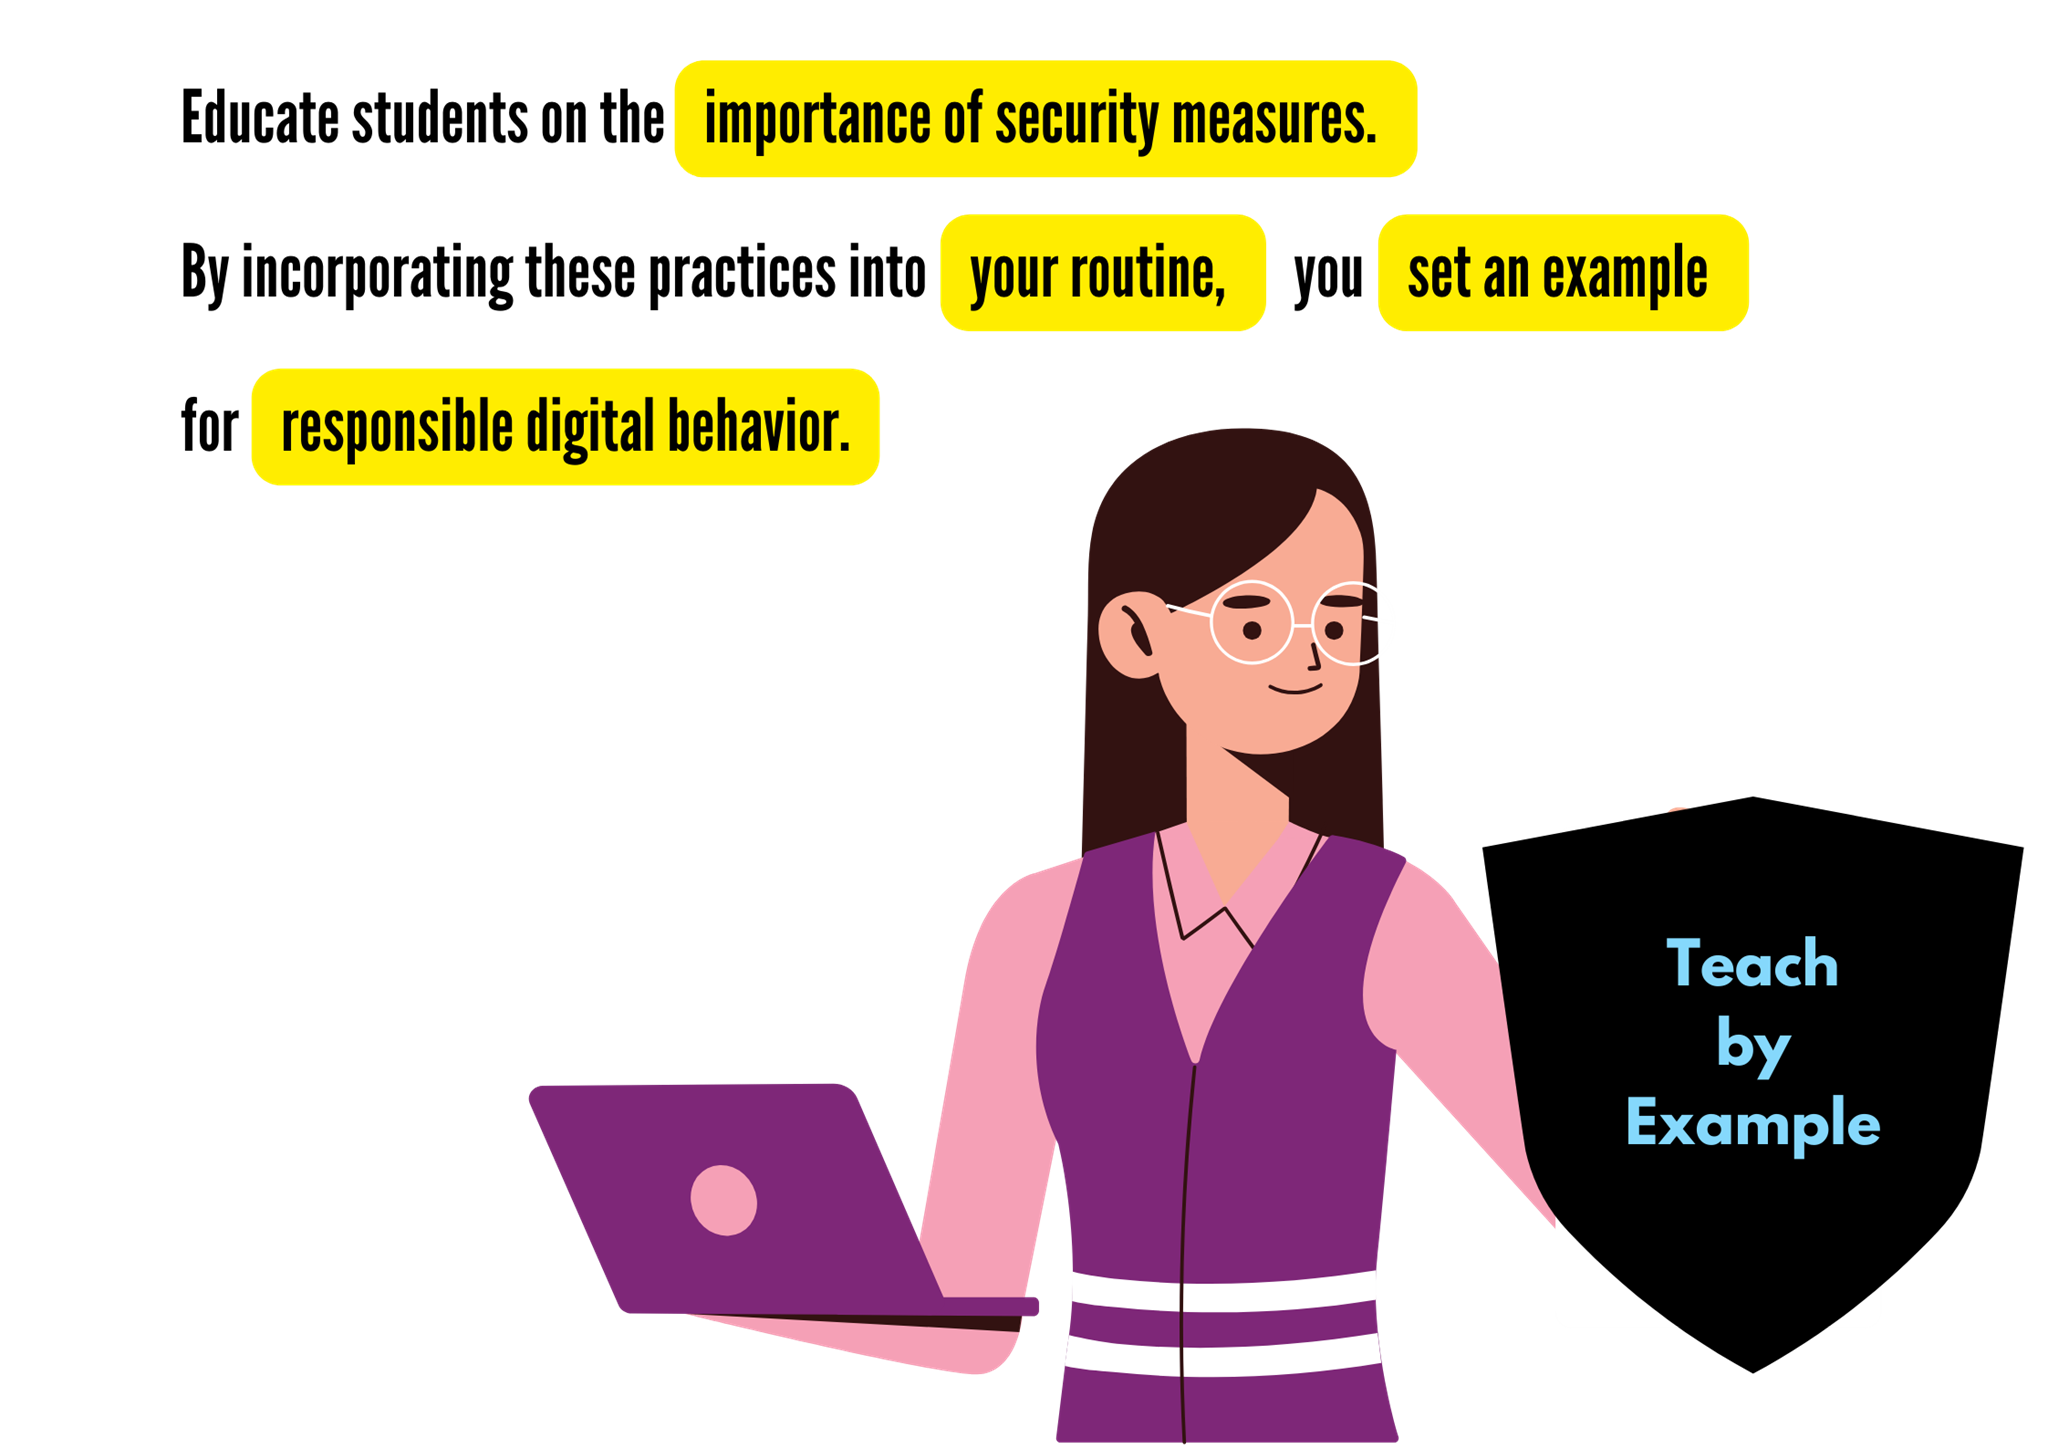 Educate students on the importance of security measures.
By incorporating these practices into your routine, you set an example
for responsible digital behavior.
Teach
by
Example